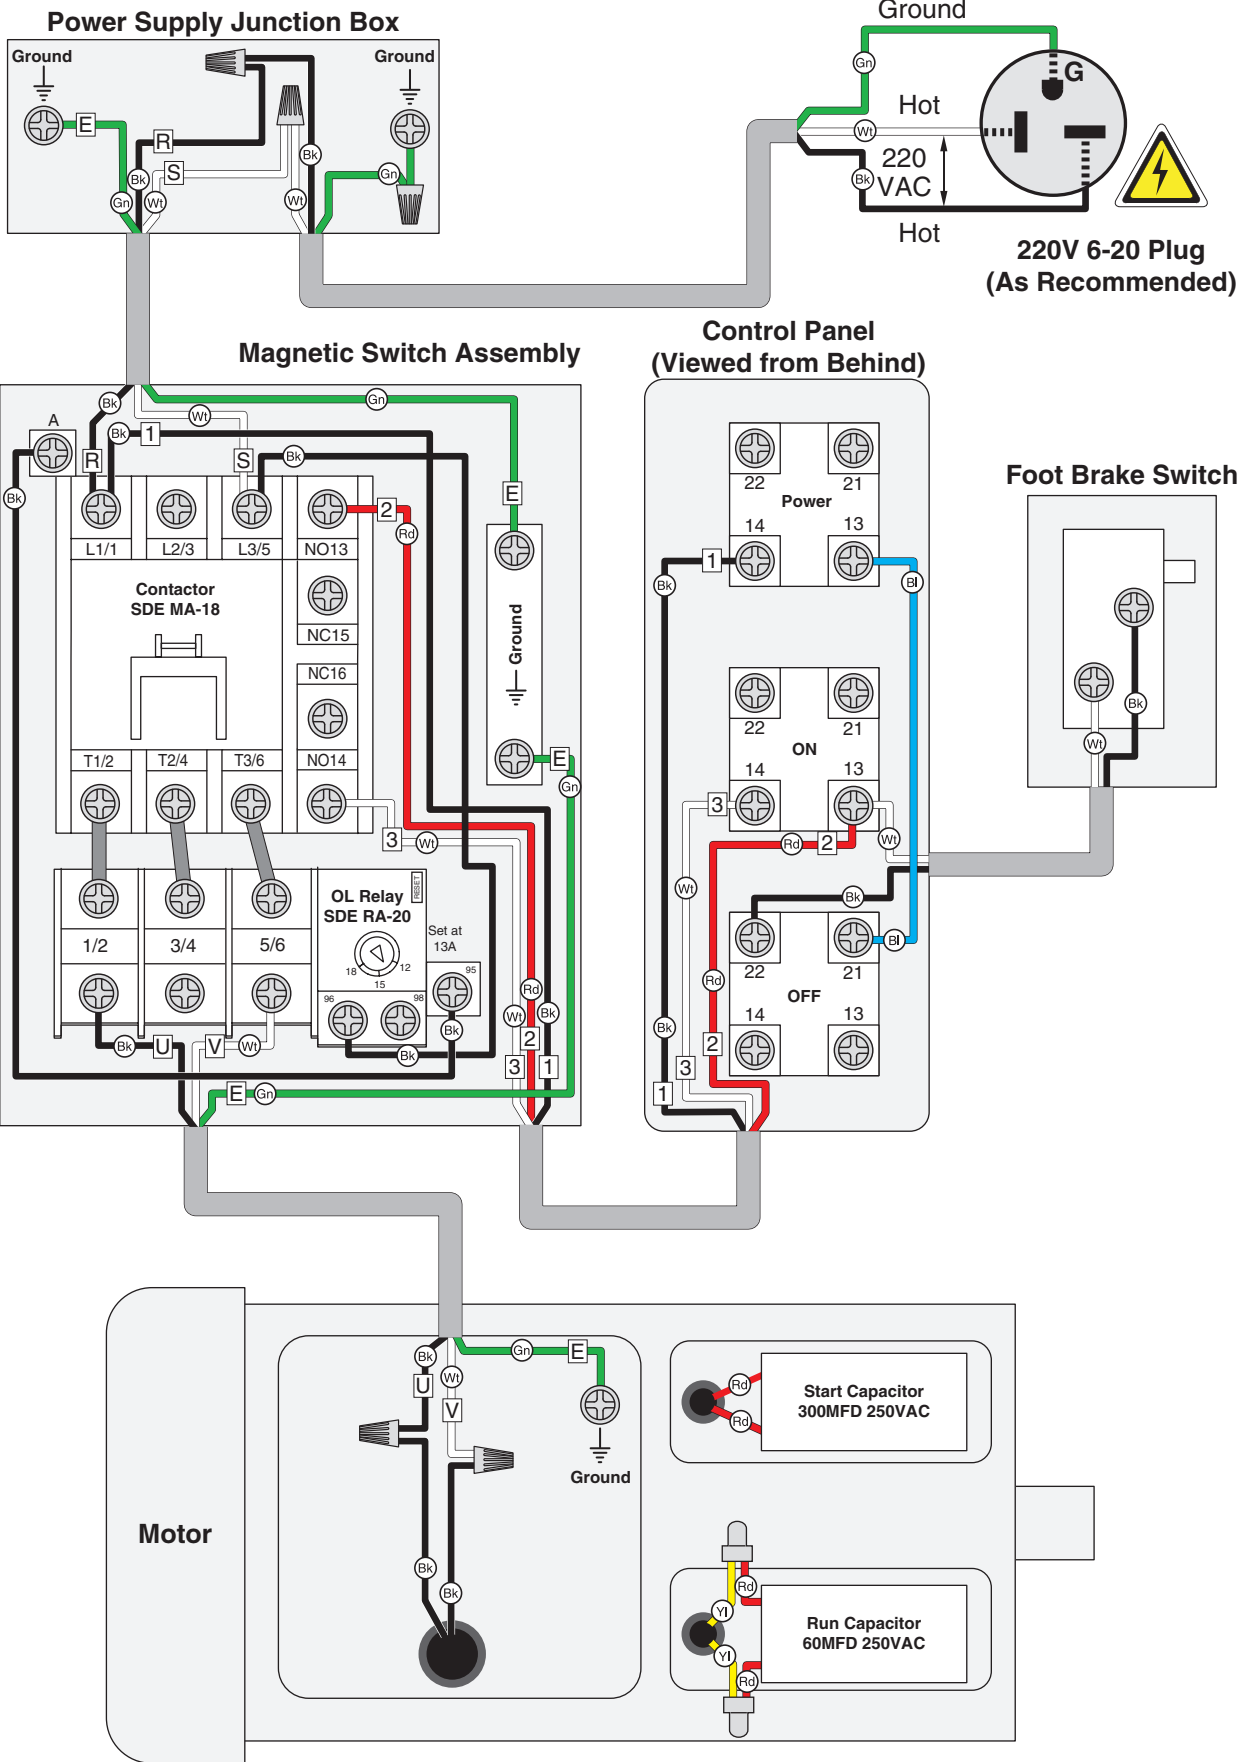 Power Supply Junction Box
Ground
Ground
E
R
S
Bk
Gn
Wt
Bk
Wt
Gn
Ground
Gn
G
Hot
Wt
220
VAC
Bk
Hot
220V 6-20 Plug
(As Recommended)
Magnetic Switch Assembly
A
Bk
Bk
1
Wt
Gn
R
S
Bk
Bk
E
2
Rd
L1/1
L2/3
L3/5
NO13
Contactor
SDE MA-18
NC15
NC16
Ground
T1/2
T2/4
T3/6
NO14
E
Gn
3
Wt
OL Relay
SDE RA-20
RESET
Set at
13A
18
12
15
1/2
3/4
5/6
96
98
95
Bk
U
V
Wt
Bk
Bk
Rd
Wt
Bk
2
3
1
E
Gn
Control Panel
(Viewed from Behind)
22
21
Power
14
13
1
Bk
Bl
22
21
ON
14
13
3
Rd
2
Wt
Wt
Bk
Bl
22
21
OFF
14
13
Rd
Bk
2
3
1
Foot Brake Switch
Bk
Wt
Motor
Bk
U
Wt
V
Gn
E
Ground
Bk
Bk
Rd
Rd
Start Capacitor
300MFD 250VAC
Rd
Yl
Yl
Rd
Run Capacitor
60MFD 250VAC